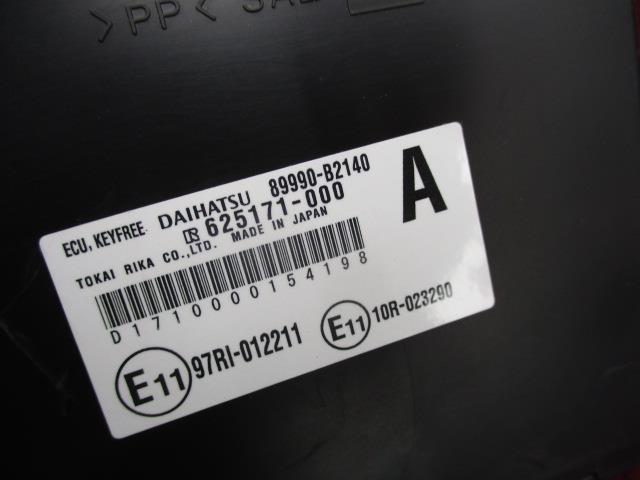 >PP<
ECU, KEYFREE DAIHATSU 89990-B2140
R 625171-000
TOKAI RIKA CO.,LTD. MADE IN JAPAN
A
D1710000154198
E11 97RI-012211
E11 10R-023290